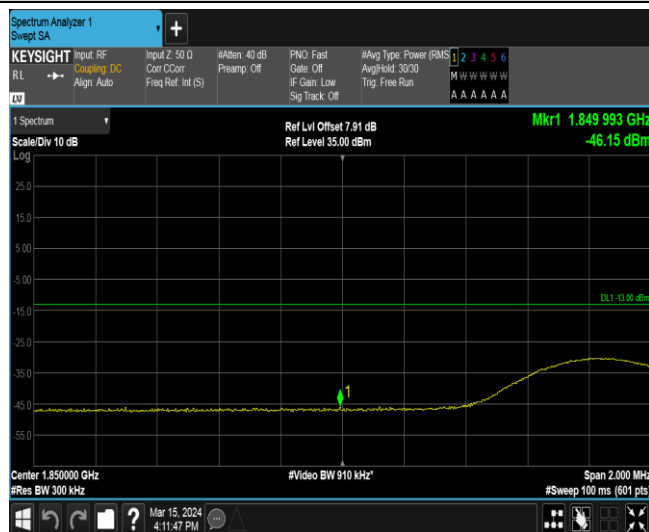 Spectrum Analyzer 1
Swept SA
+
KEYSIGHT
RL
LXI
Input: RF
Coupling: DC
Align: Auto
Input Z: 50 Ω
Corr CCorr
Freq Ref: Int (S)
#Atten: 40 dB
Preamp: Off
PNO: Fast
Gate: Off
IF Gain: Low
Sig Track: Off
#Avg Type: Power (RMS
Avg|Hold: 30/30
Trig: Free Run
1 2 3 4 5 6
M W W W W W
A A A A A A
1 Spectrum
Scale/Div 10 dB
Log
Ref Lvl Offset 7.91 dB
Ref Level 35.00 dBm
Mkr1 1.849 993 GHz
-46.15 dBm
25.0
15.0
5.00
-5.00
DL1 -13.00 dBm
-15.0
-25.0
-35.0
-45.0
1
-55.0
Center 1.850000 GHz
#Res BW 300 kHz
#Video BW 910 kHz*
Span 2.000 MHz
#Sweep 100 ms (601 pts)
?
Mar 15, 2024
4:11:47 PM